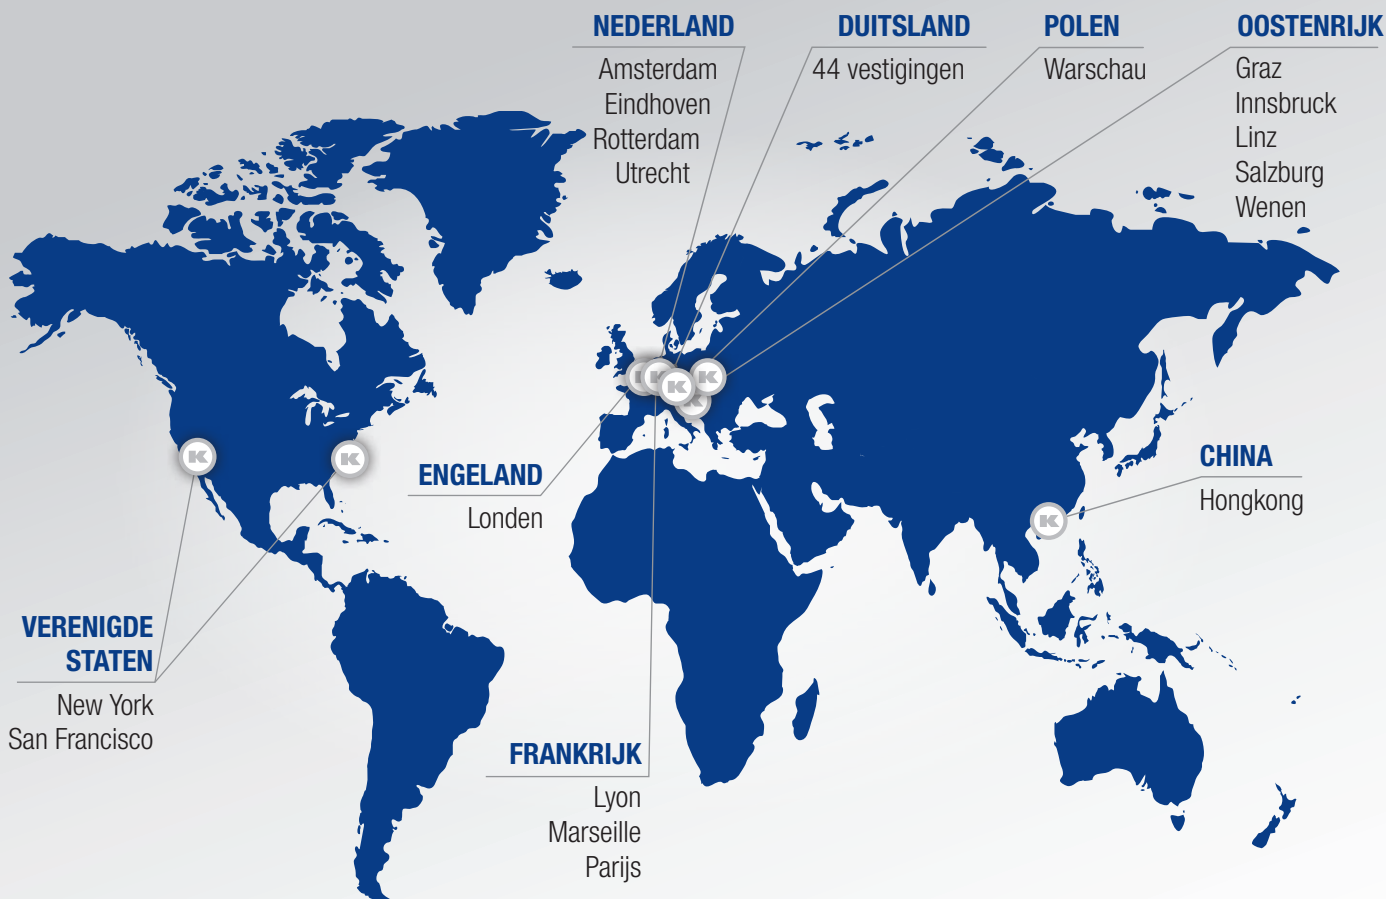 NEDERLAND
Amsterdam
Eindhoven
Rotterdam
Utrecht
DUITSLAND
44 vestigingen
POLEN
Warschau
OOSTENRIJK
Graz
Innsbruck
Linz
Salzburg
Wenen
K
K
K
K
K
K
K
ENGELAND
Londen
CHINA
Hongkong
K
VERENIGDE
STATEN
New York
San Francisco
FRANKRIJK
Lyon
Marseille
Parijs